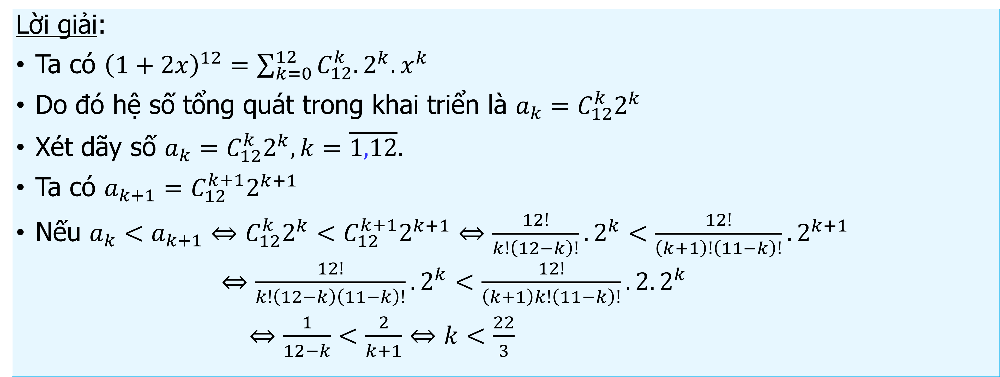 Lời giải:
• Ta có $(1 + 2x)^{12} = \sum_{k=0}^{12} C_{12}^{k}.2^{k}.x^{k}$
• Do đó hệ số tổng quát trong khai triển là $a_k = C_{12}^{k}2^{k}$
• Xét dãy số $a_k = C_{12}^{k}2^{k}, k = \overline{1,12}$.
• Ta có $a_{k+1} = C_{12}^{k+1}2^{k+1}$
• Nếu $a_k < a_{k+1} \Leftrightarrow C_{12}^{k}2^{k} < C_{12}^{k+1}2^{k+1} \Leftrightarrow \frac{12!}{k!(12-k)!}.2^{k} < \frac{12!}{(k+1)!(11-k)!}.2^{k+1}$
$\Leftrightarrow \frac{12!}{k!(12-k)(11-k)!}.2^{k} < \frac{12!}{(k+1)k!(11-k)!}.2.2^{k}$
$\Leftrightarrow \frac{1}{12-k} < \frac{2}{k+1} \Leftrightarrow k < \frac{22}{3}$